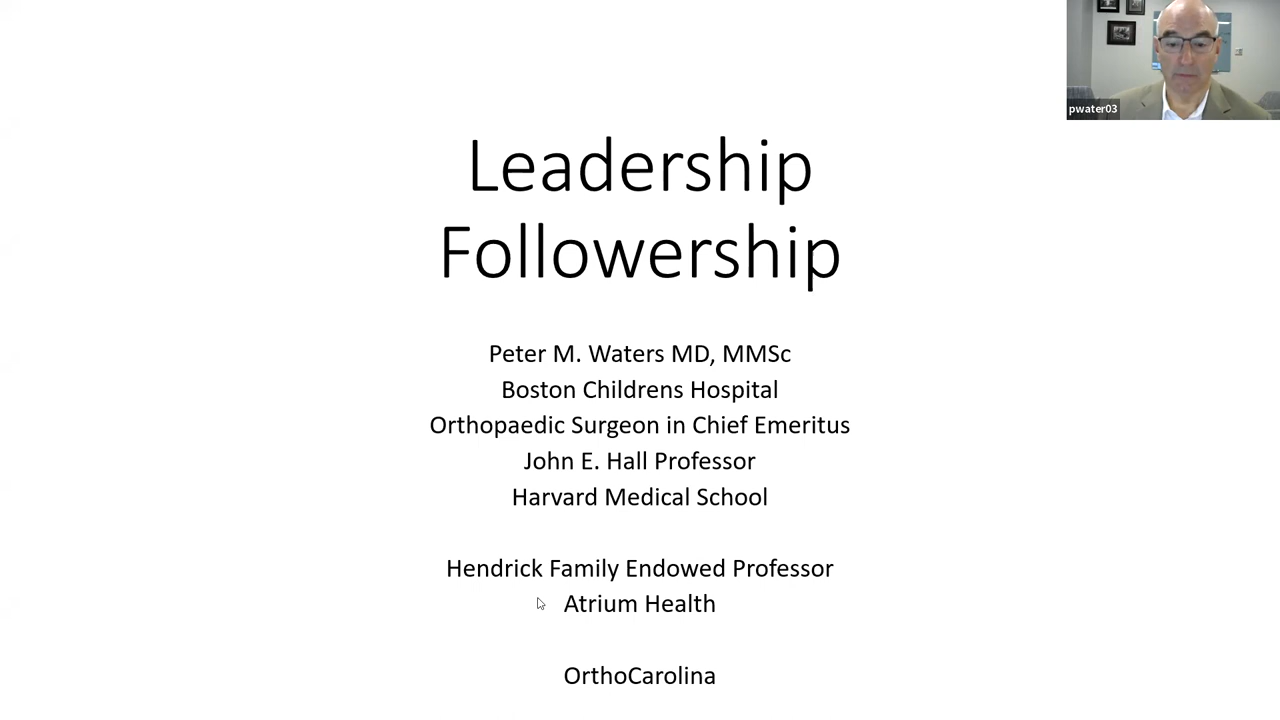 pwater03
Leadership
Followership
Peter M. Waters MD, MMSc
Boston Childrens Hospital
Orthopaedic Surgeon in Chief Emeritus
John E. Hall Professor
Harvard Medical School
Hendrick Family Endowed Professor
Atrium Health
OrthoCarolina